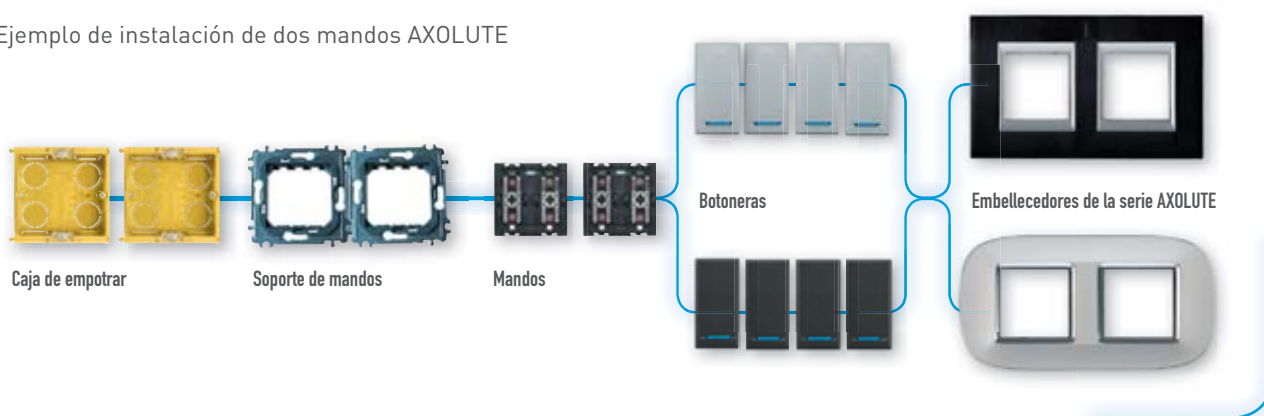 Ejemplo de instalación de dos mandos AXOLUTE
Botoneras
Embellecedores de la serie AXOLUTE
Caja de empotrar
Soporte de mandos
Mandos